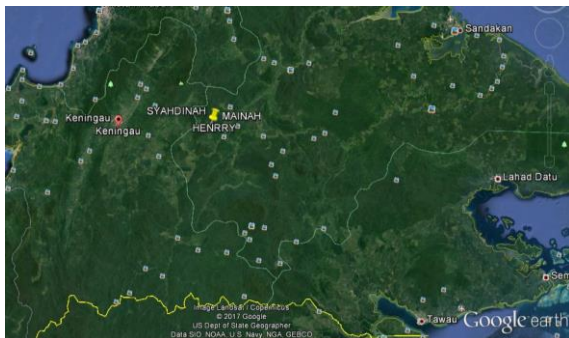 Sandakan
SYAHDINAH
MAINAH
Keningau
HENRRY
Keningau
Lahad Datu
Sem
Image Landsat / Copernicus
© 2017 Google
US Dept of State Geographer
Tawau
Google earth
Data SIO, NOAA, U.S. Navy, NGA, GEBCO